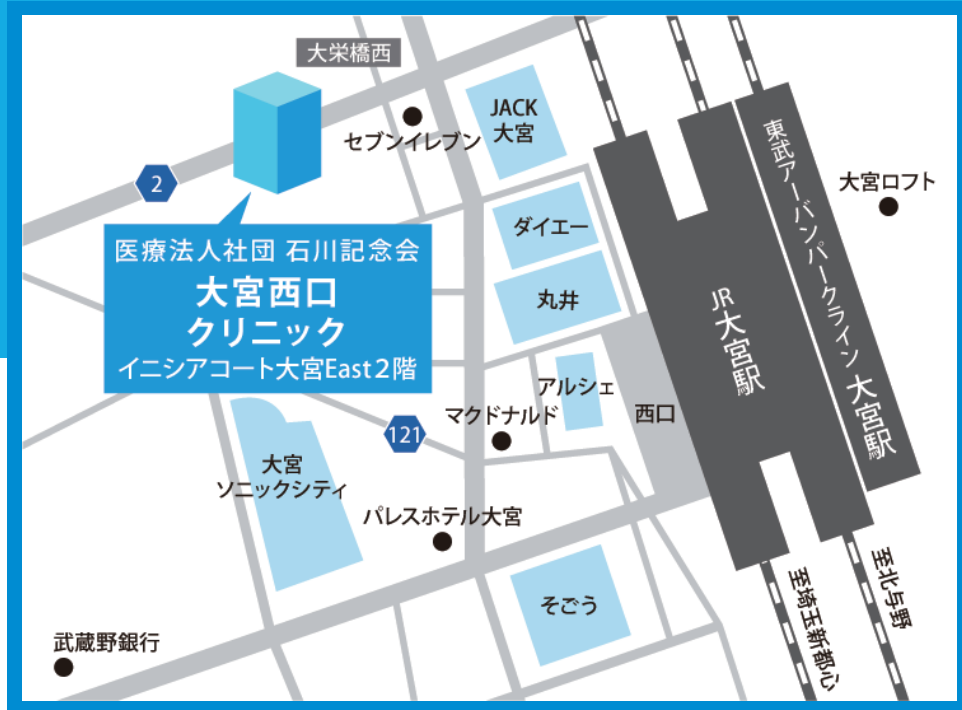 大栄橋西
セブンイレブン
JACK
大宮
2
ダイエー
丸井
医療法人社団 石川記念会
大宮西口
クリニック
イニシアコート大宮East2階
アルシェ
西口
マクドナルド
121
大宮
ソニックシティ
パレスホテル大宮
そごう
武蔵野銀行
JR大宮駅
東武アーバンパークライン 大宮駅
大宮ロフト
至埼玉新都心
至北与野